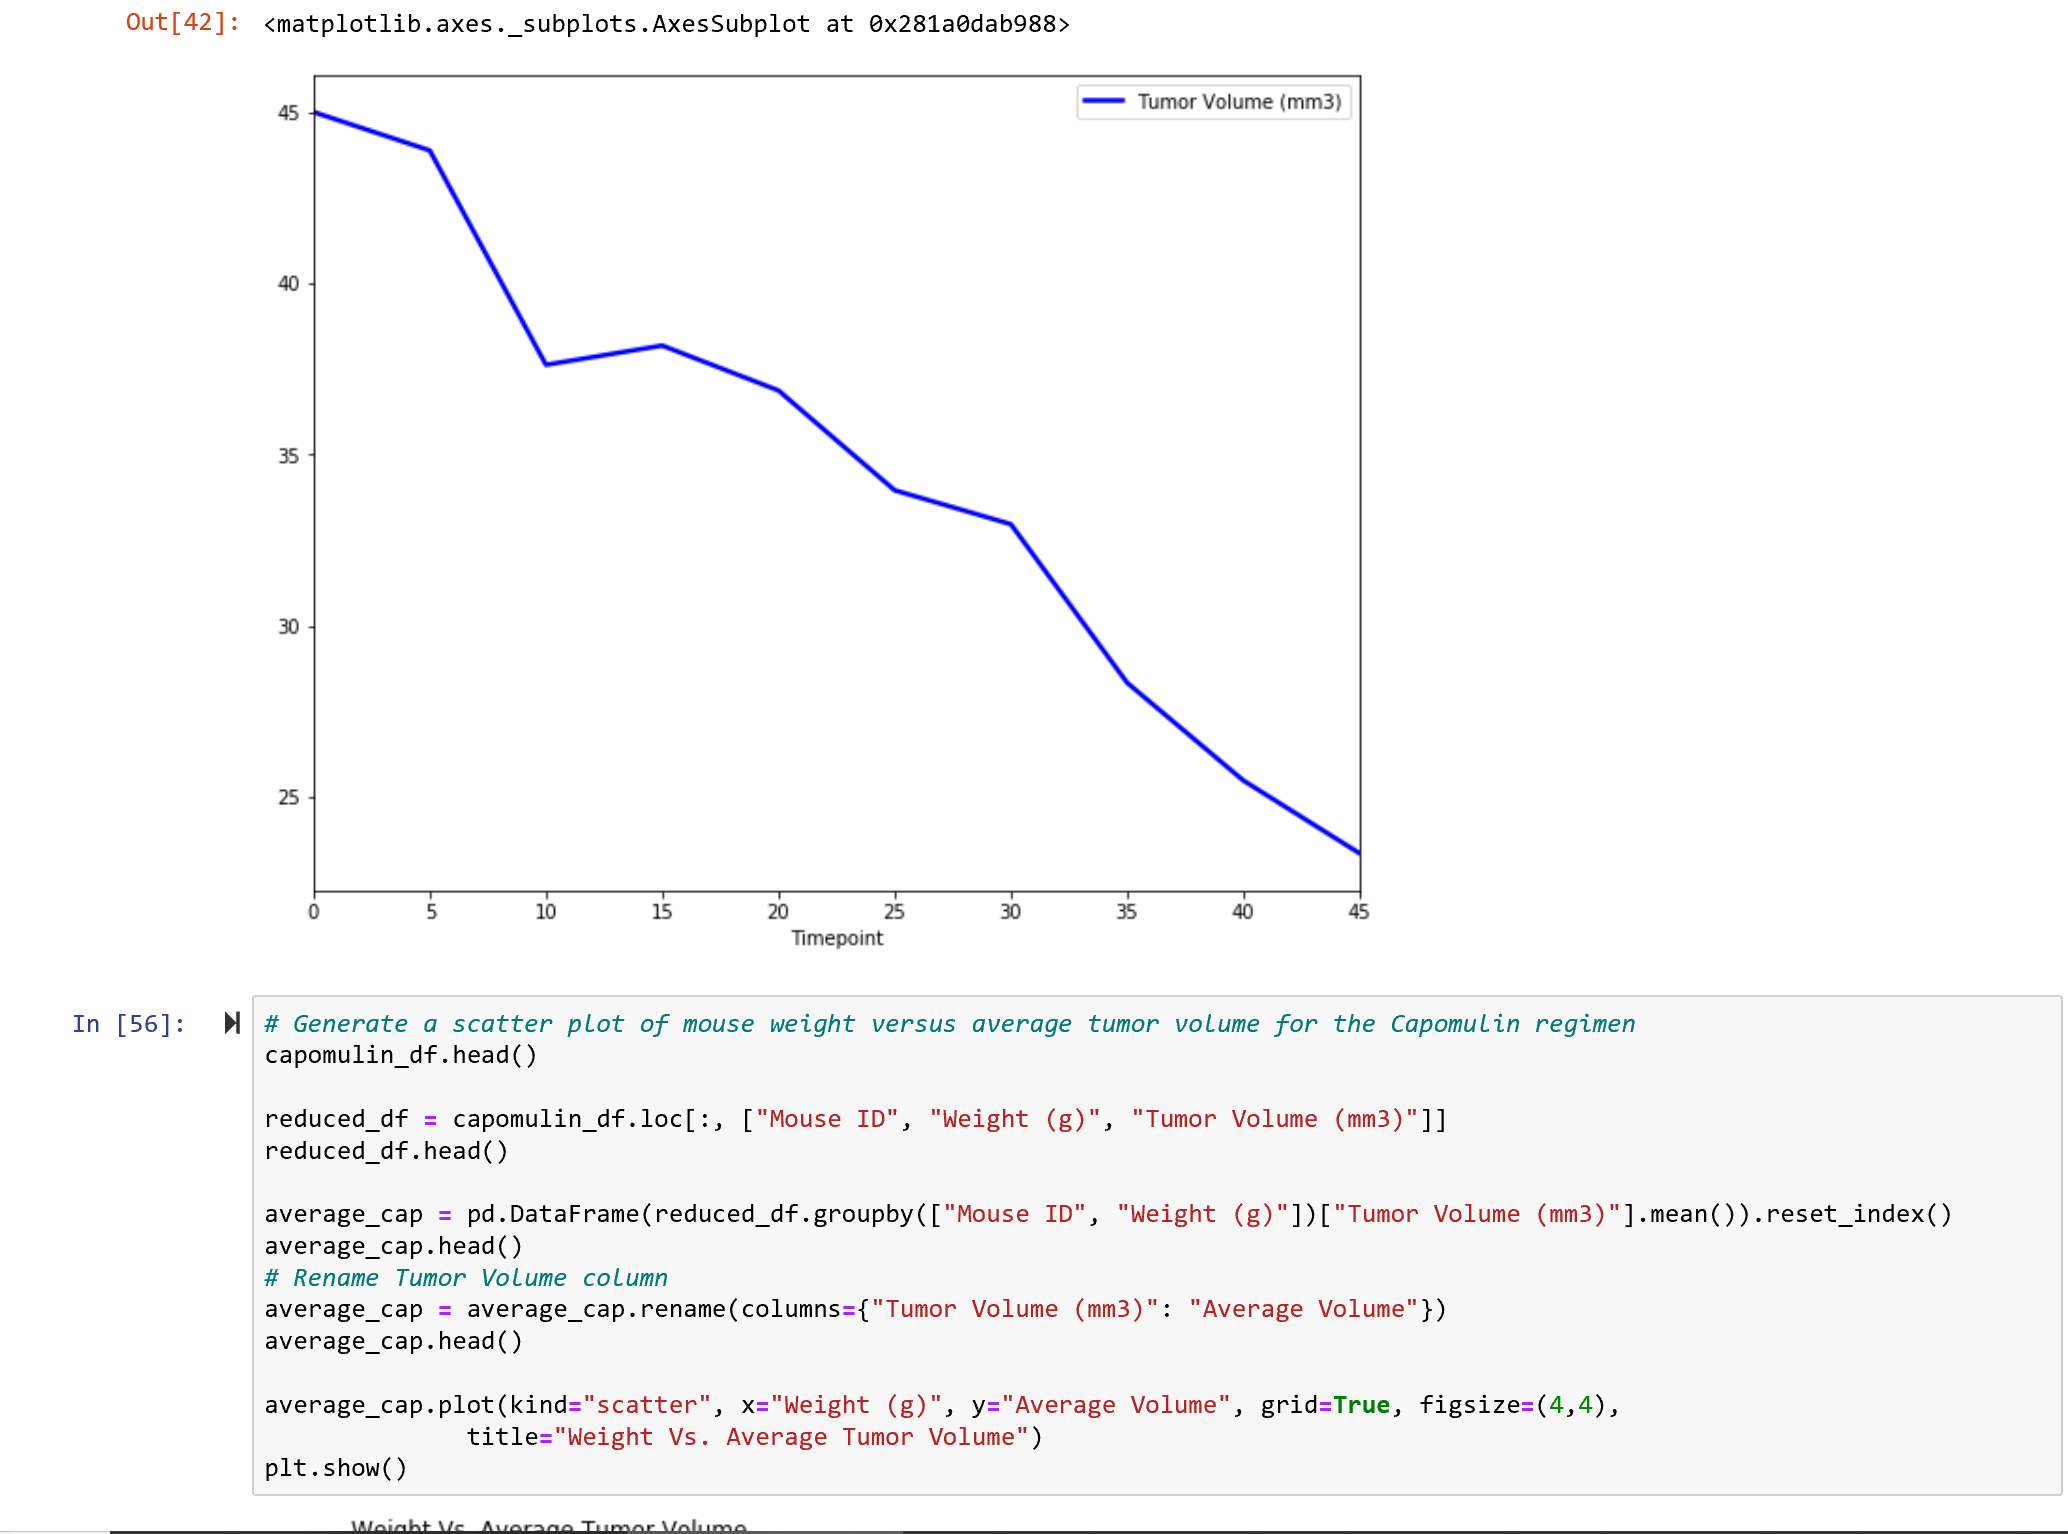 Out[42]: <matplotlib.axes._subplots.AxesSubplot at 0x281a0dab988>
Tumor Volume (mm3)
45
40
35
30
25
0 5 10 15 20 25 30 35 40 45
Timepoint
In [56]: # Generate a scatter plot of mouse weight versus average tumor volume for the Capomulin regimen
capomulin_df.head()
reduced_df = capomulin_df.loc[:, ["Mouse ID", "Weight (g)", "Tumor Volume (mm3)"]]
reduced_df.head()
average_cap = pd.DataFrame(reduced_df.groupby(["Mouse ID", "Weight (g)"])["Tumor Volume (mm3)"].mean()).reset_index()
average_cap.head()
# Rename Tumor Volume column
average_cap = average_cap.rename(columns={"Tumor Volume (mm3)": "Average Volume"})
average_cap.head()
average_cap.plot(kind="scatter", x="Weight (g)", y="Average Volume", grid=True, figsize=(4,4),
title="Weight Vs. Average Tumor Volume")
plt.show()
Weight Vs. Average Tumor Volume